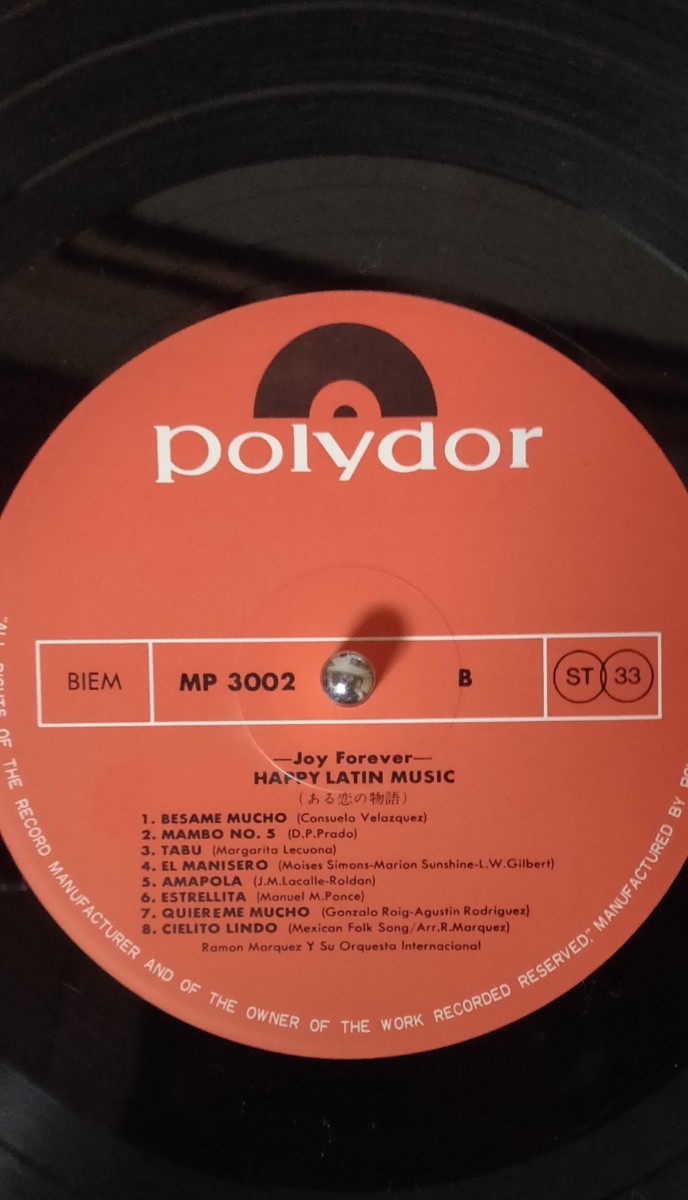 polydor
BIEM MP 3002 B ST 33
—Joy Forever—
HAPPY LATIN MUSIC
(ある恋の物語)
1. BESAME MUCHO (Consuelo Velazquez)
2. MAMBO NO. 5 (D.P.Prado)
3. TABU (Margarita Lecuona)
4. EL MANISERO (Moises Simons-Marion Sunshine-L.W.Gilbert)
5. AMAPOLA (J.M.Lacalle-Roldan)
6. ESTRELLITA (Manuel M.Ponce)
7. QUIEREME MUCHO (Gonzalo Raig-Agustin Rodriguez)
8. CIELITO LINDO (Mexican Folk Song/Arr.R.Marquez)
Ramon Marquez Y Su Orquesta Internacional
"ALL RIGHTS OF THE RECORD MANUFACTURER AND OF THE OWNER OF THE WORK RECORDED RESERVED," MANUFACTURED BY